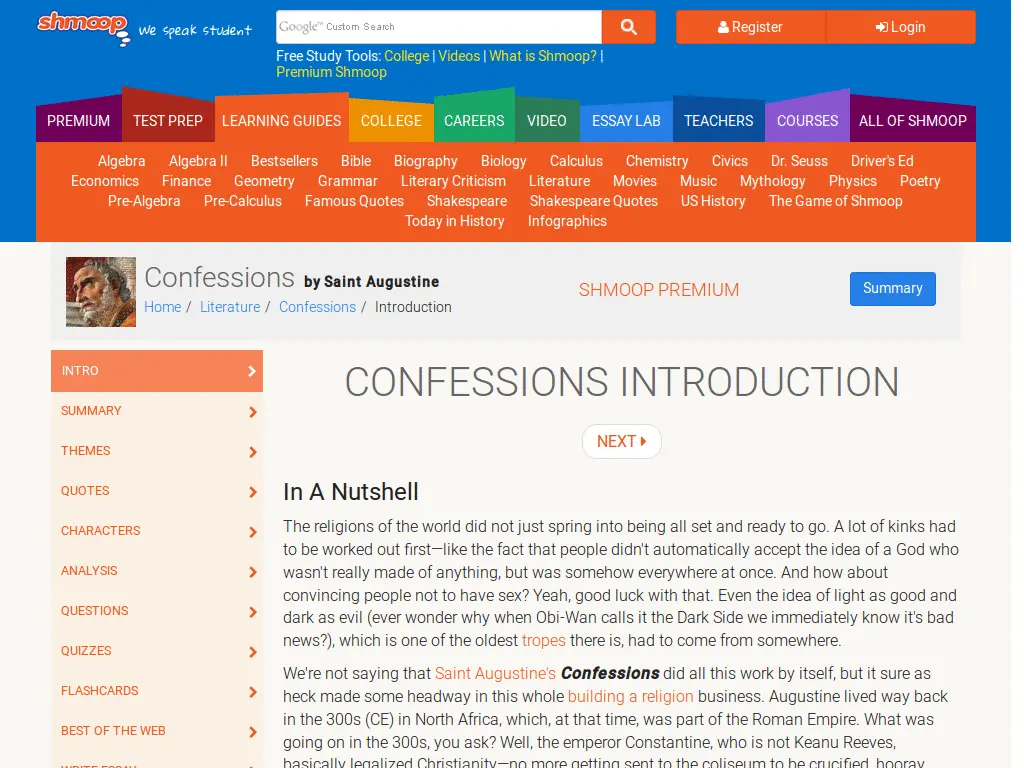 shmoop
We speak student
Google™ Custom Search
Register
Login
Free Study Tools: College | Videos | What is Shmoop? |
Premium Shmoop
PREMIUM TEST PREP LEARNING GUIDES COLLEGE CAREERS VIDEO ESSAY LAB TEACHERS COURSES ALL OF SHMOOP
Algebra Algebra II Bestsellers Bible Biography Biology Calculus Chemistry Civics Dr. Seuss Driver's Ed
Economics Finance Geometry Grammar Literary Criticism Literature Movies Music Mythology Physics Poetry
Pre-Algebra Pre-Calculus Famous Quotes Shakespeare Shakespeare Quotes US History The Game of Shmoop
Today in History Infographics
Confessions by Saint Augustine
Home / Literature / Confessions / Introduction
SHMOOP PREMIUM
Summary
INTRO
SUMMARY
THEMES
QUOTES
CHARACTERS
ANALYSIS
QUESTIONS
QUIZZES
FLASHCARDS
BEST OF THE WEB
WRITE ESSAY
CONFESSIONS INTRODUCTION
NEXT
In A Nutshell
The religions of the world did not just spring into being all set and ready to go. A lot of kinks had
to be worked out first—like the fact that people didn't automatically accept the idea of a God who
wasn't really made of anything, but was somehow everywhere at once. And how about
convincing people not to have sex? Yeah, good luck with that. Even the idea of light as good and
dark as evil (ever wonder why when Obi-Wan calls it the Dark Side we immediately know it's bad
news?), which is one of the oldest tropes there is, had to come from somewhere.
We're not saying that Saint Augustine's Confessions did all this work by itself, but it sure as
heck made some headway in this whole building a religion business. Augustine lived way back
in the 300s (CE) in North Africa, which, at that time, was part of the Roman Empire. What was
going on in the 300s, you ask? Well, the emperor Constantine, who is not Keanu Reeves,
basically legalized Christianity—no more getting sent to the coliseum to be crucified, hooray